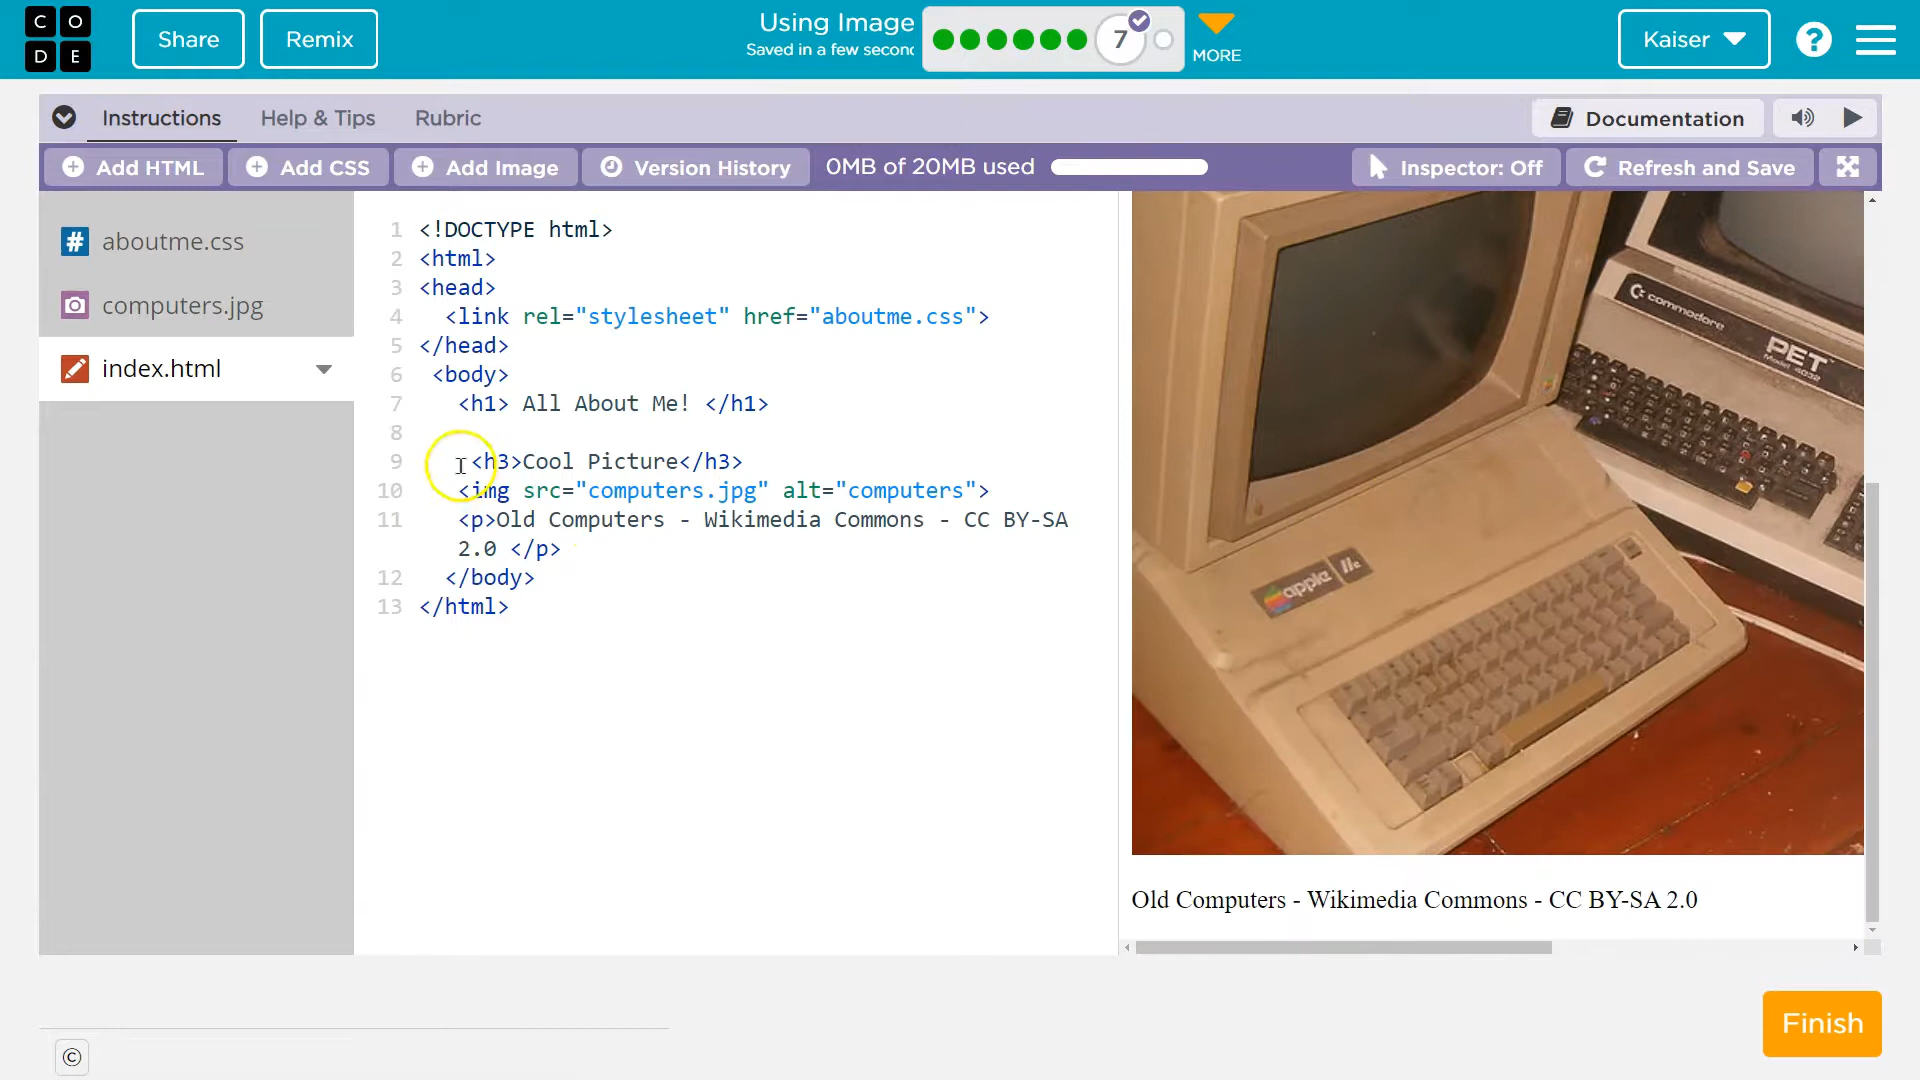 CODE
Share
Remix
Using Image
Saved in a few second
7
MORE
Kaiser
?
Instructions
Help & Tips
Rubric
Documentation
Add HTML
Add CSS
Add Image
Version History
0MB of 20MB used
Inspector: Off
Refresh and Save
# aboutme.css
computers.jpg
index.html
1 <!DOCTYPE html>
2 <html>
3 <head>
4 <link rel="stylesheet" href="aboutme.css">
5 </head>
6 <body>
7 <h1> All About Me! </h1>
8
9 <h3>Cool Picture</h3>
10 <img src="computers.jpg" alt="computers">
11 <p>Old Computers - Wikimedia Commons - CC BY-SA
2.0 </p>
12 </body>
13 </html>
commodore
PET
Model 4032
apple IIe
Old Computers - Wikimedia Commons - CC BY-SA 2.0
Finish
©